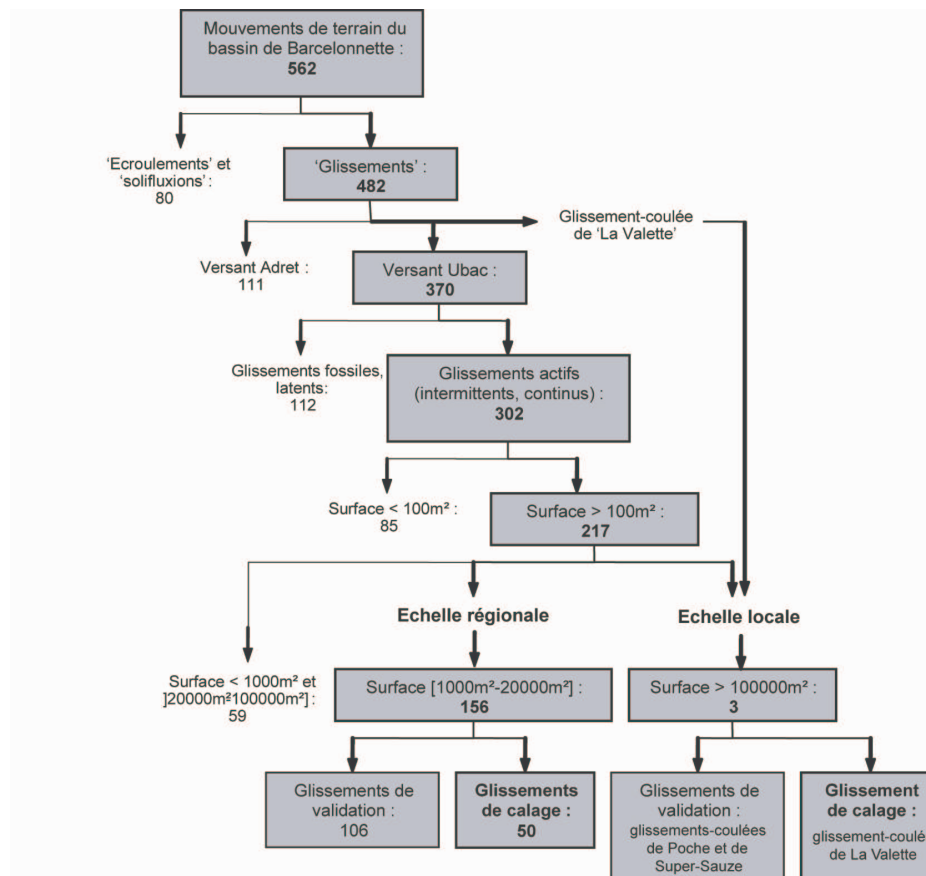 Mouvements de terrain du
bassin de Barcelonnette :
562
‘Ecroulements’ et
‘solifluxions’ :
80
‘Glissements’ :
482
Glissement-coulée
de ‘La Valette’
Versant Adret :
111
Versant Ubac :
370
Glissements fossiles,
latents:
112
Glissements actifs
(intermittents, continus) :
302
Surface < 100m² :
85
Surface > 100m² :
217
Echelle régionale
Echelle locale
Surface < 1000m² et
]20000m²100000m²] :
59
Surface [1000m²-20000m²] :
156
Surface > 100000m² :
3
Glissements de
validation :
106
Glissements
de calage :
50
Glissements de
validation :
glissements-coulées
de Poche et de
Super-Sauze
Glissement
de calage :
glissement-coulé
de La Valette